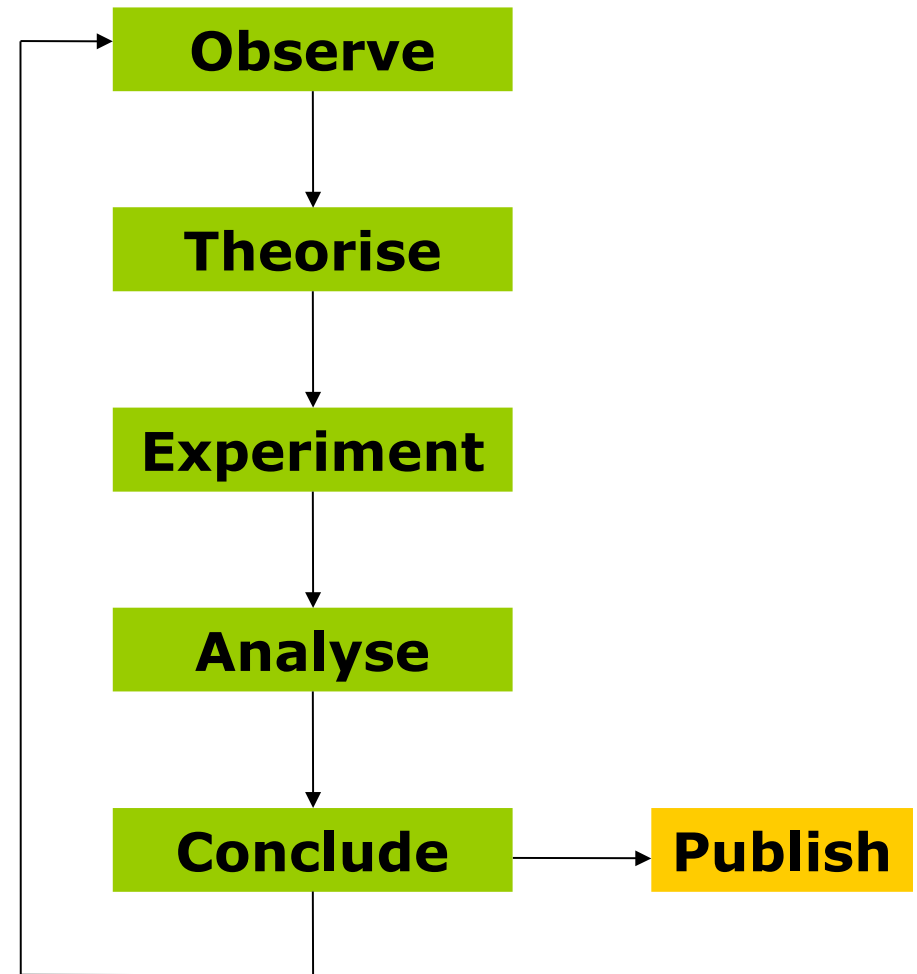 Observe
Theorise
Experiment
Analyse
Conclude
Publish